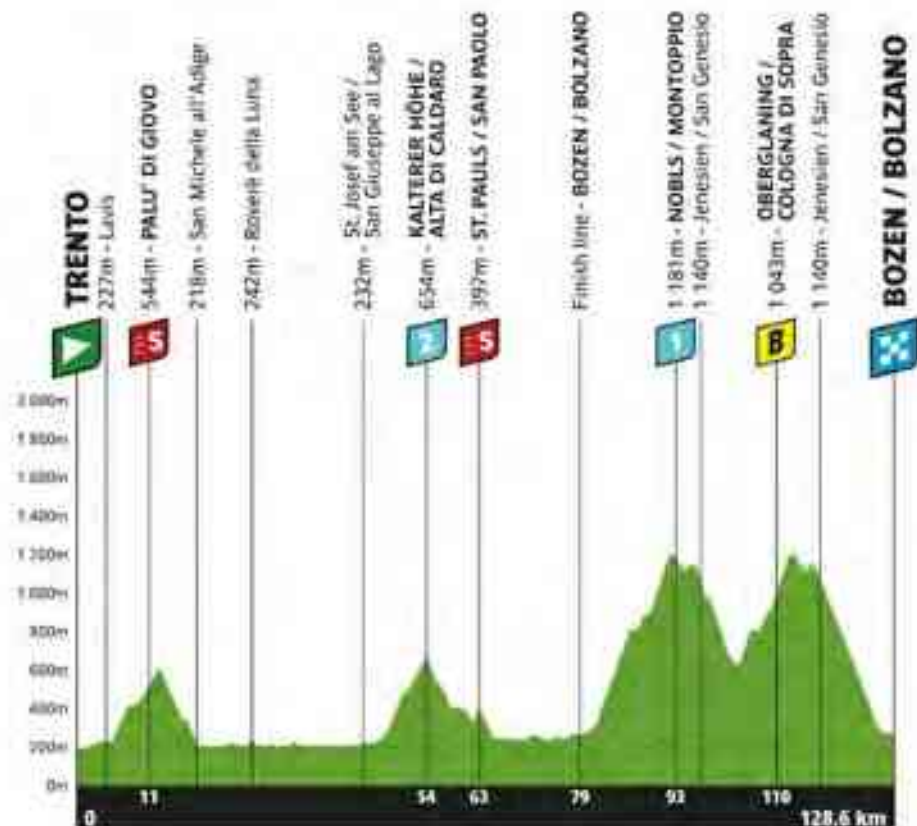 TRENTO
227m - Lavis
544m - PALU' DI GIOVO
218m - San Michele all'Adige
242m - Roverè della Luna
232m - St. Josef am See /
San Giuseppe al Lago
654m - KALTERER HÖHE /
ALTA DI CALDARO
397m - ST. PAULS / SAN PAOLO
Finish line - BOZEN / BOLZANO
1 181m - NOBLS / MONTOPPIO
1 140m - Jenesien / San Genesio
1 043m - OBERGLANING /
COLOGNA DI SOPRA
1 140m - Jenesien / San Genesio
BOZEN / BOLZANO
S
2
S
1
B
2 000m
1 800m
1 600m
1 400m
1 200m
1 000m
800m
600m
400m
200m
0m
11
54
63
79
93
110
0
128.6 km